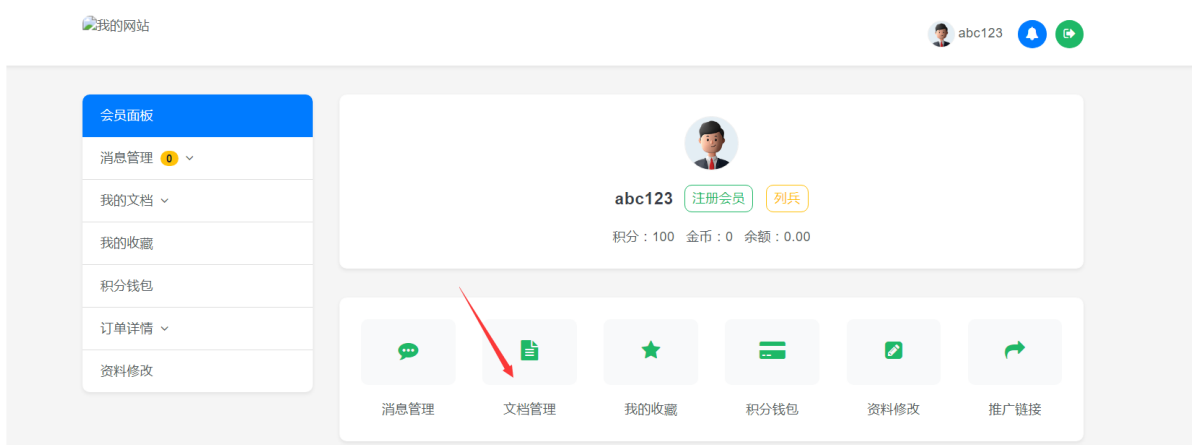 我的网站
abc123
会员面板
消息管理 0
我的文档
我的收藏
积分钱包
订单详情
资料修改
abc123 注册会员 列兵
积分：100 金币：0 余额：0.00
消息管理 文档管理 我的收藏 积分钱包 资料修改 推广链接